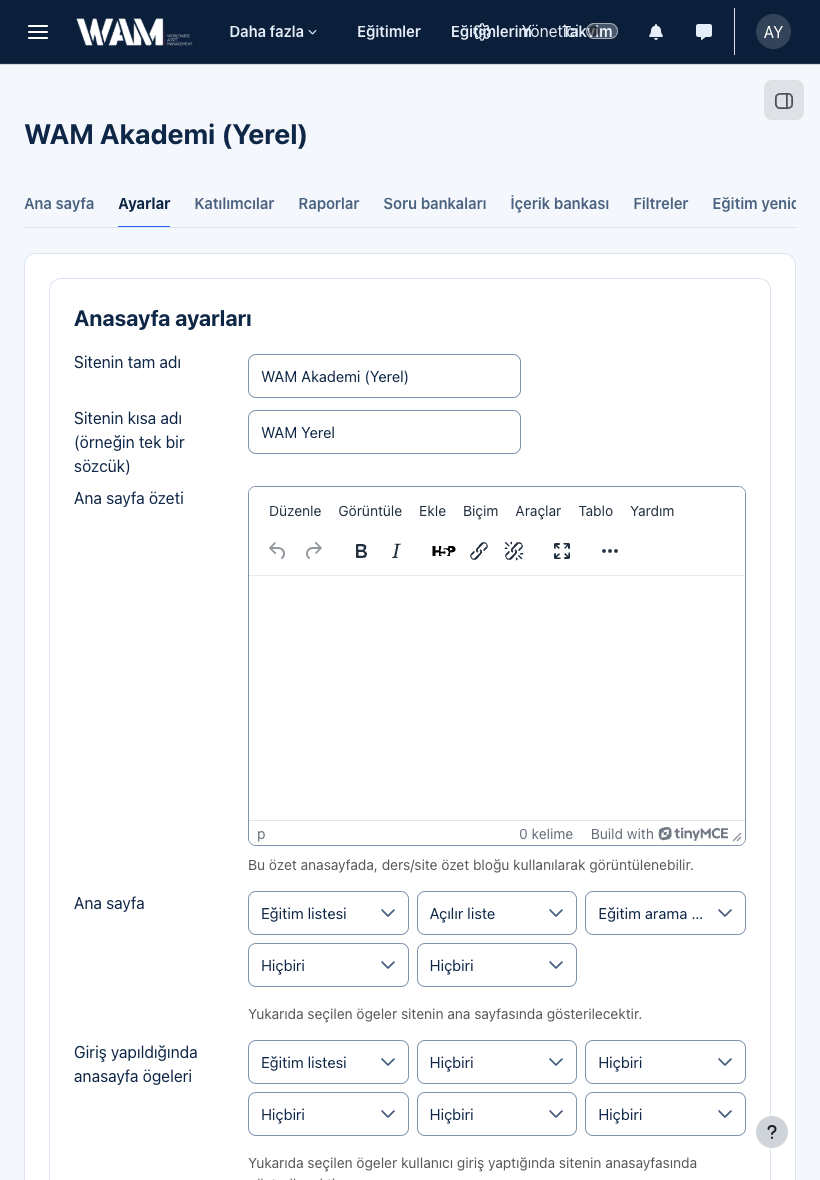 WAM
Daha fazla
Eğitimler
Eğitimlerim
Yönetici
Takvim
AY
WAM Akademi (Yerel)
Ana sayfa
Ayarlar
Katılımcılar
Raporlar
Soru bankaları
İçerik bankası
Filtreler
Eğitim
Anasayfa ayarları
Sitenin tam adı
WAM Akademi (Yerel)
Sitenin kısa adı
(örneğin tek bir
sözcük)
WAM Yerel
Ana sayfa özeti
Düzenle Görüntüle Ekle Biçim Araçlar Tablo Yardım
B I H5P
p 0 kelime Build with tinyMCE
Bu özet anasayfada, ders/site özet bloğu kullanılarak görüntülenebilir.
Ana sayfa
Eğitim listesi Açılır liste Eğitim arama ...
Hiçbiri Hiçbiri
Yukarıda seçilen ögeler sitenin ana sayfasında gösterilecektir.
Giriş yapıldığında
anasayfa ögeleri
Eğitim listesi Hiçbiri Hiçbiri
Hiçbiri Hiçbiri Hiçbiri
?
Yukarıda seçilen ögeler kullanıcı giriş yaptığında sitenin anasayfasında